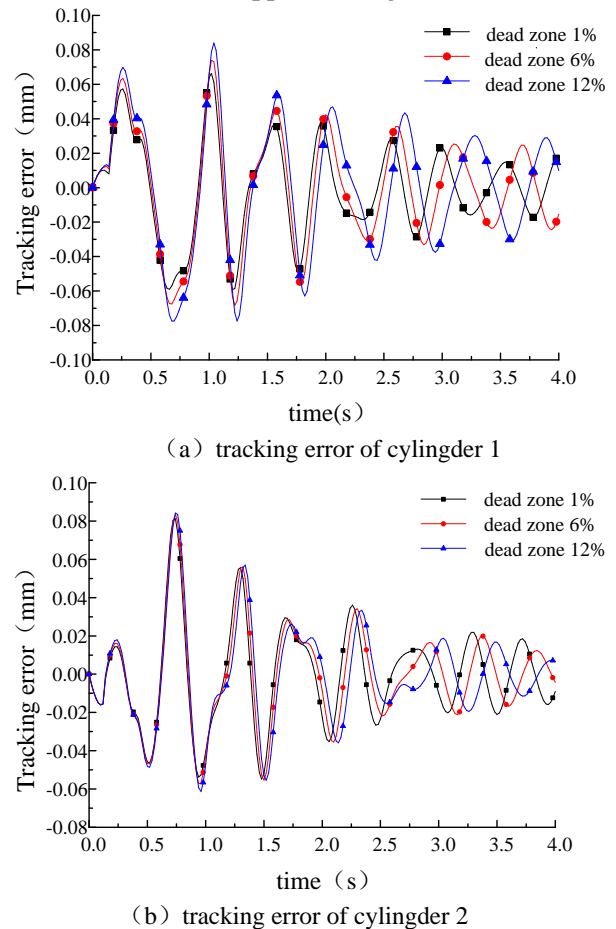 0.10
0.08
0.06
0.04
0.02
0.00
-0.02
-0.04
-0.06
-0.08
-0.10
Tracking error（mm）
dead zone 1%
dead zone 6%
dead zone 12%
0.0 0.5 1.0 1.5 2.0 2.5 3.0 3.5 4.0
time(s)
（a）tracking error of cylingder 1
0.10
0.08
0.06
0.04
0.02
0.00
-0.02
-0.04
-0.06
-0.08
Tracking error（mm）
dead zone 1%
dead zone 6%
dead zone 12%
0.0 0.5 1.0 1.5 2.0 2.5 3.0 3.5 4.0
time（s）
（b）tracking error of cylingder 2